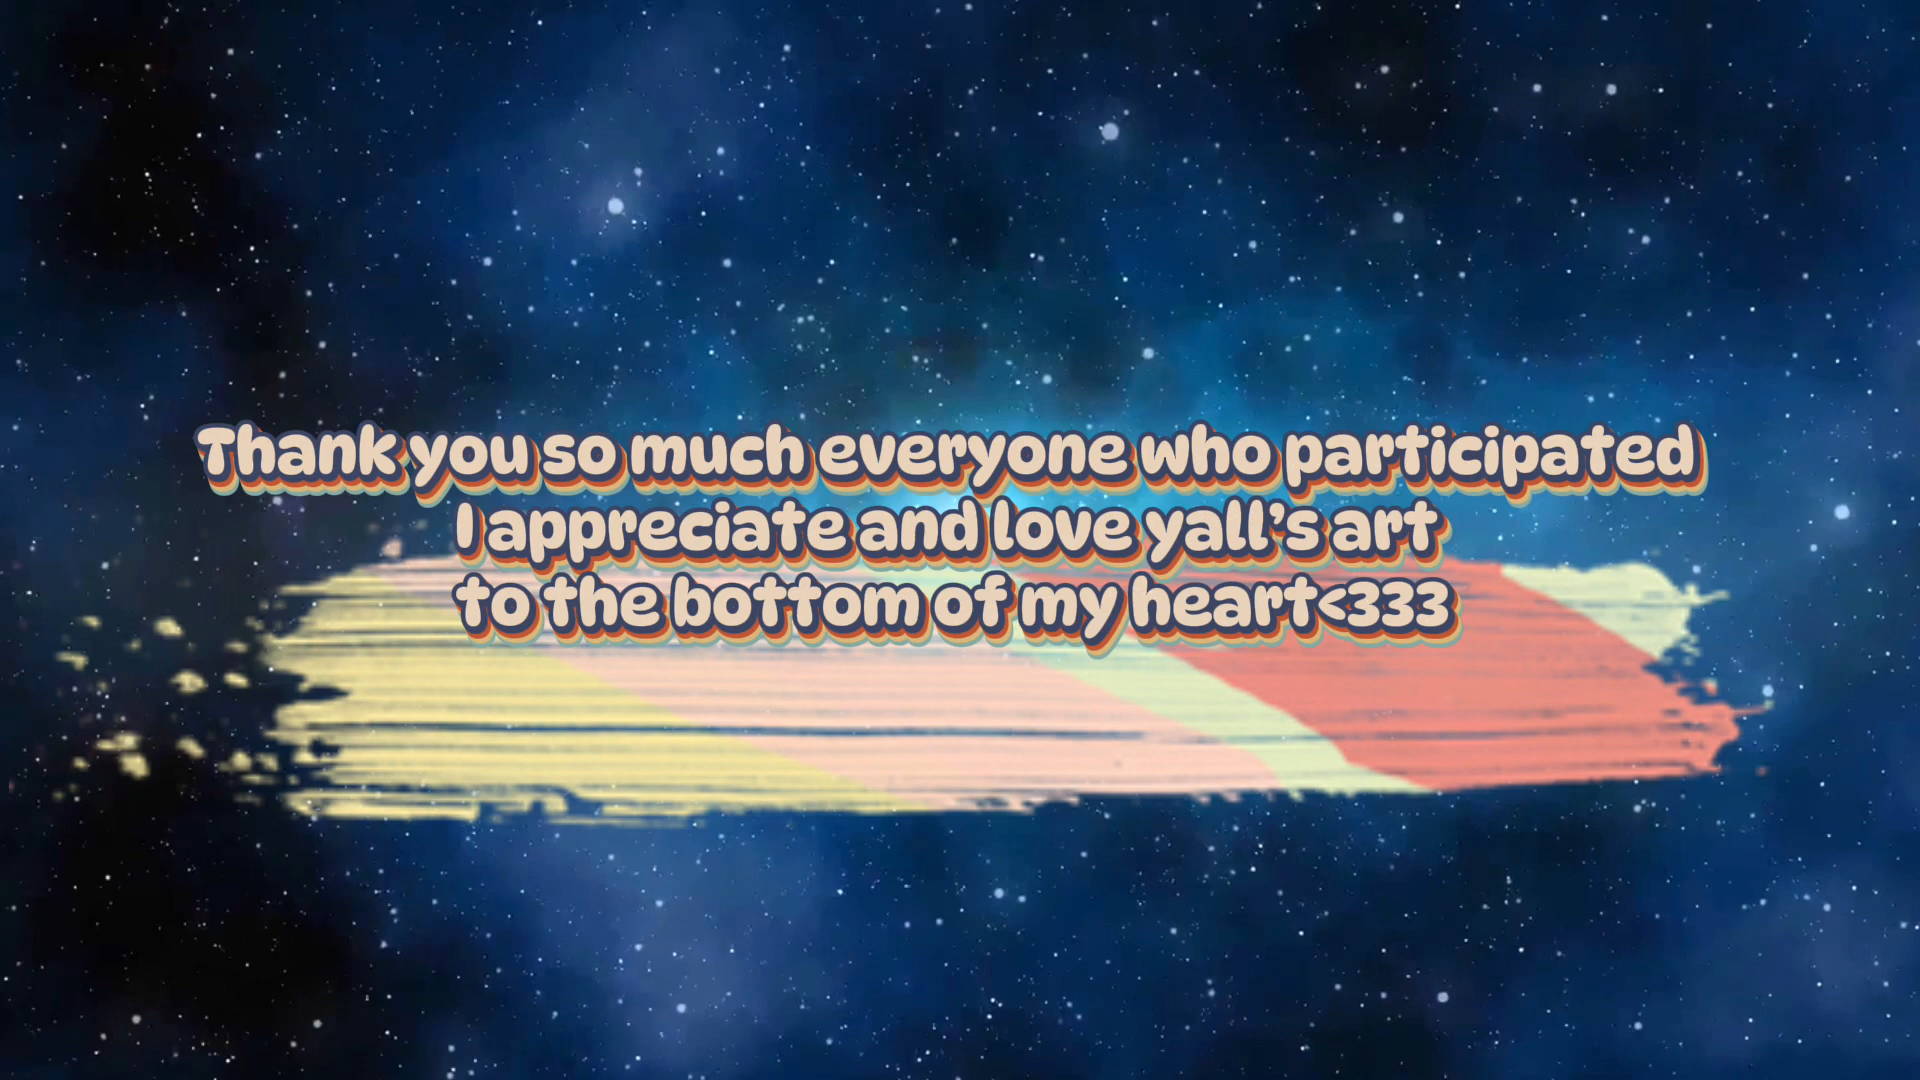 Thank you so much everyone who participated
I appreciate and love yall's art
to the bottom of my heart<333